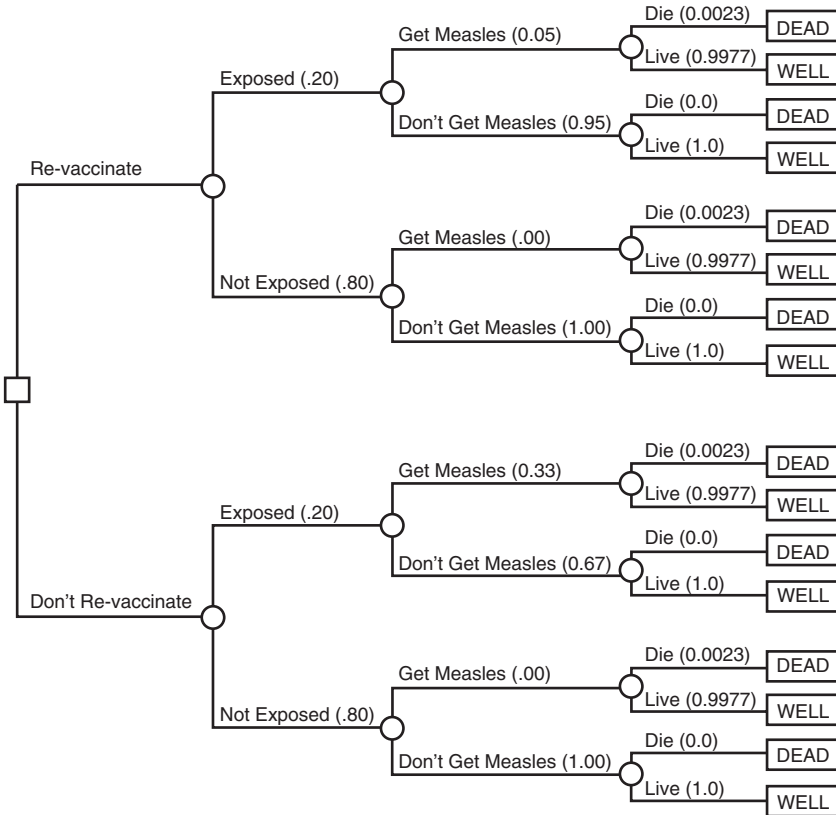 Die (0.0023)
DEAD
Get Measles (0.05)
Live (0.9977)
WELL
Exposed (.20)
Die (0.0)
DEAD
Don't Get Measles (0.95)
Live (1.0)
WELL
Re-vaccinate
Die (0.0023)
DEAD
Get Measles (.00)
Live (0.9977)
WELL
Not Exposed (.80)
Die (0.0)
DEAD
Don't Get Measles (1.00)
Live (1.0)
WELL
Die (0.0023)
DEAD
Get Measles (0.33)
Live (0.9977)
WELL
Exposed (.20)
Die (0.0)
DEAD
Don't Get Measles (0.67)
Live (1.0)
WELL
Don't Re-vaccinate
Die (0.0023)
DEAD
Get Measles (.00)
Live (0.9977)
WELL
Not Exposed (.80)
Die (0.0)
DEAD
Don't Get Measles (1.00)
Live (1.0)
WELL